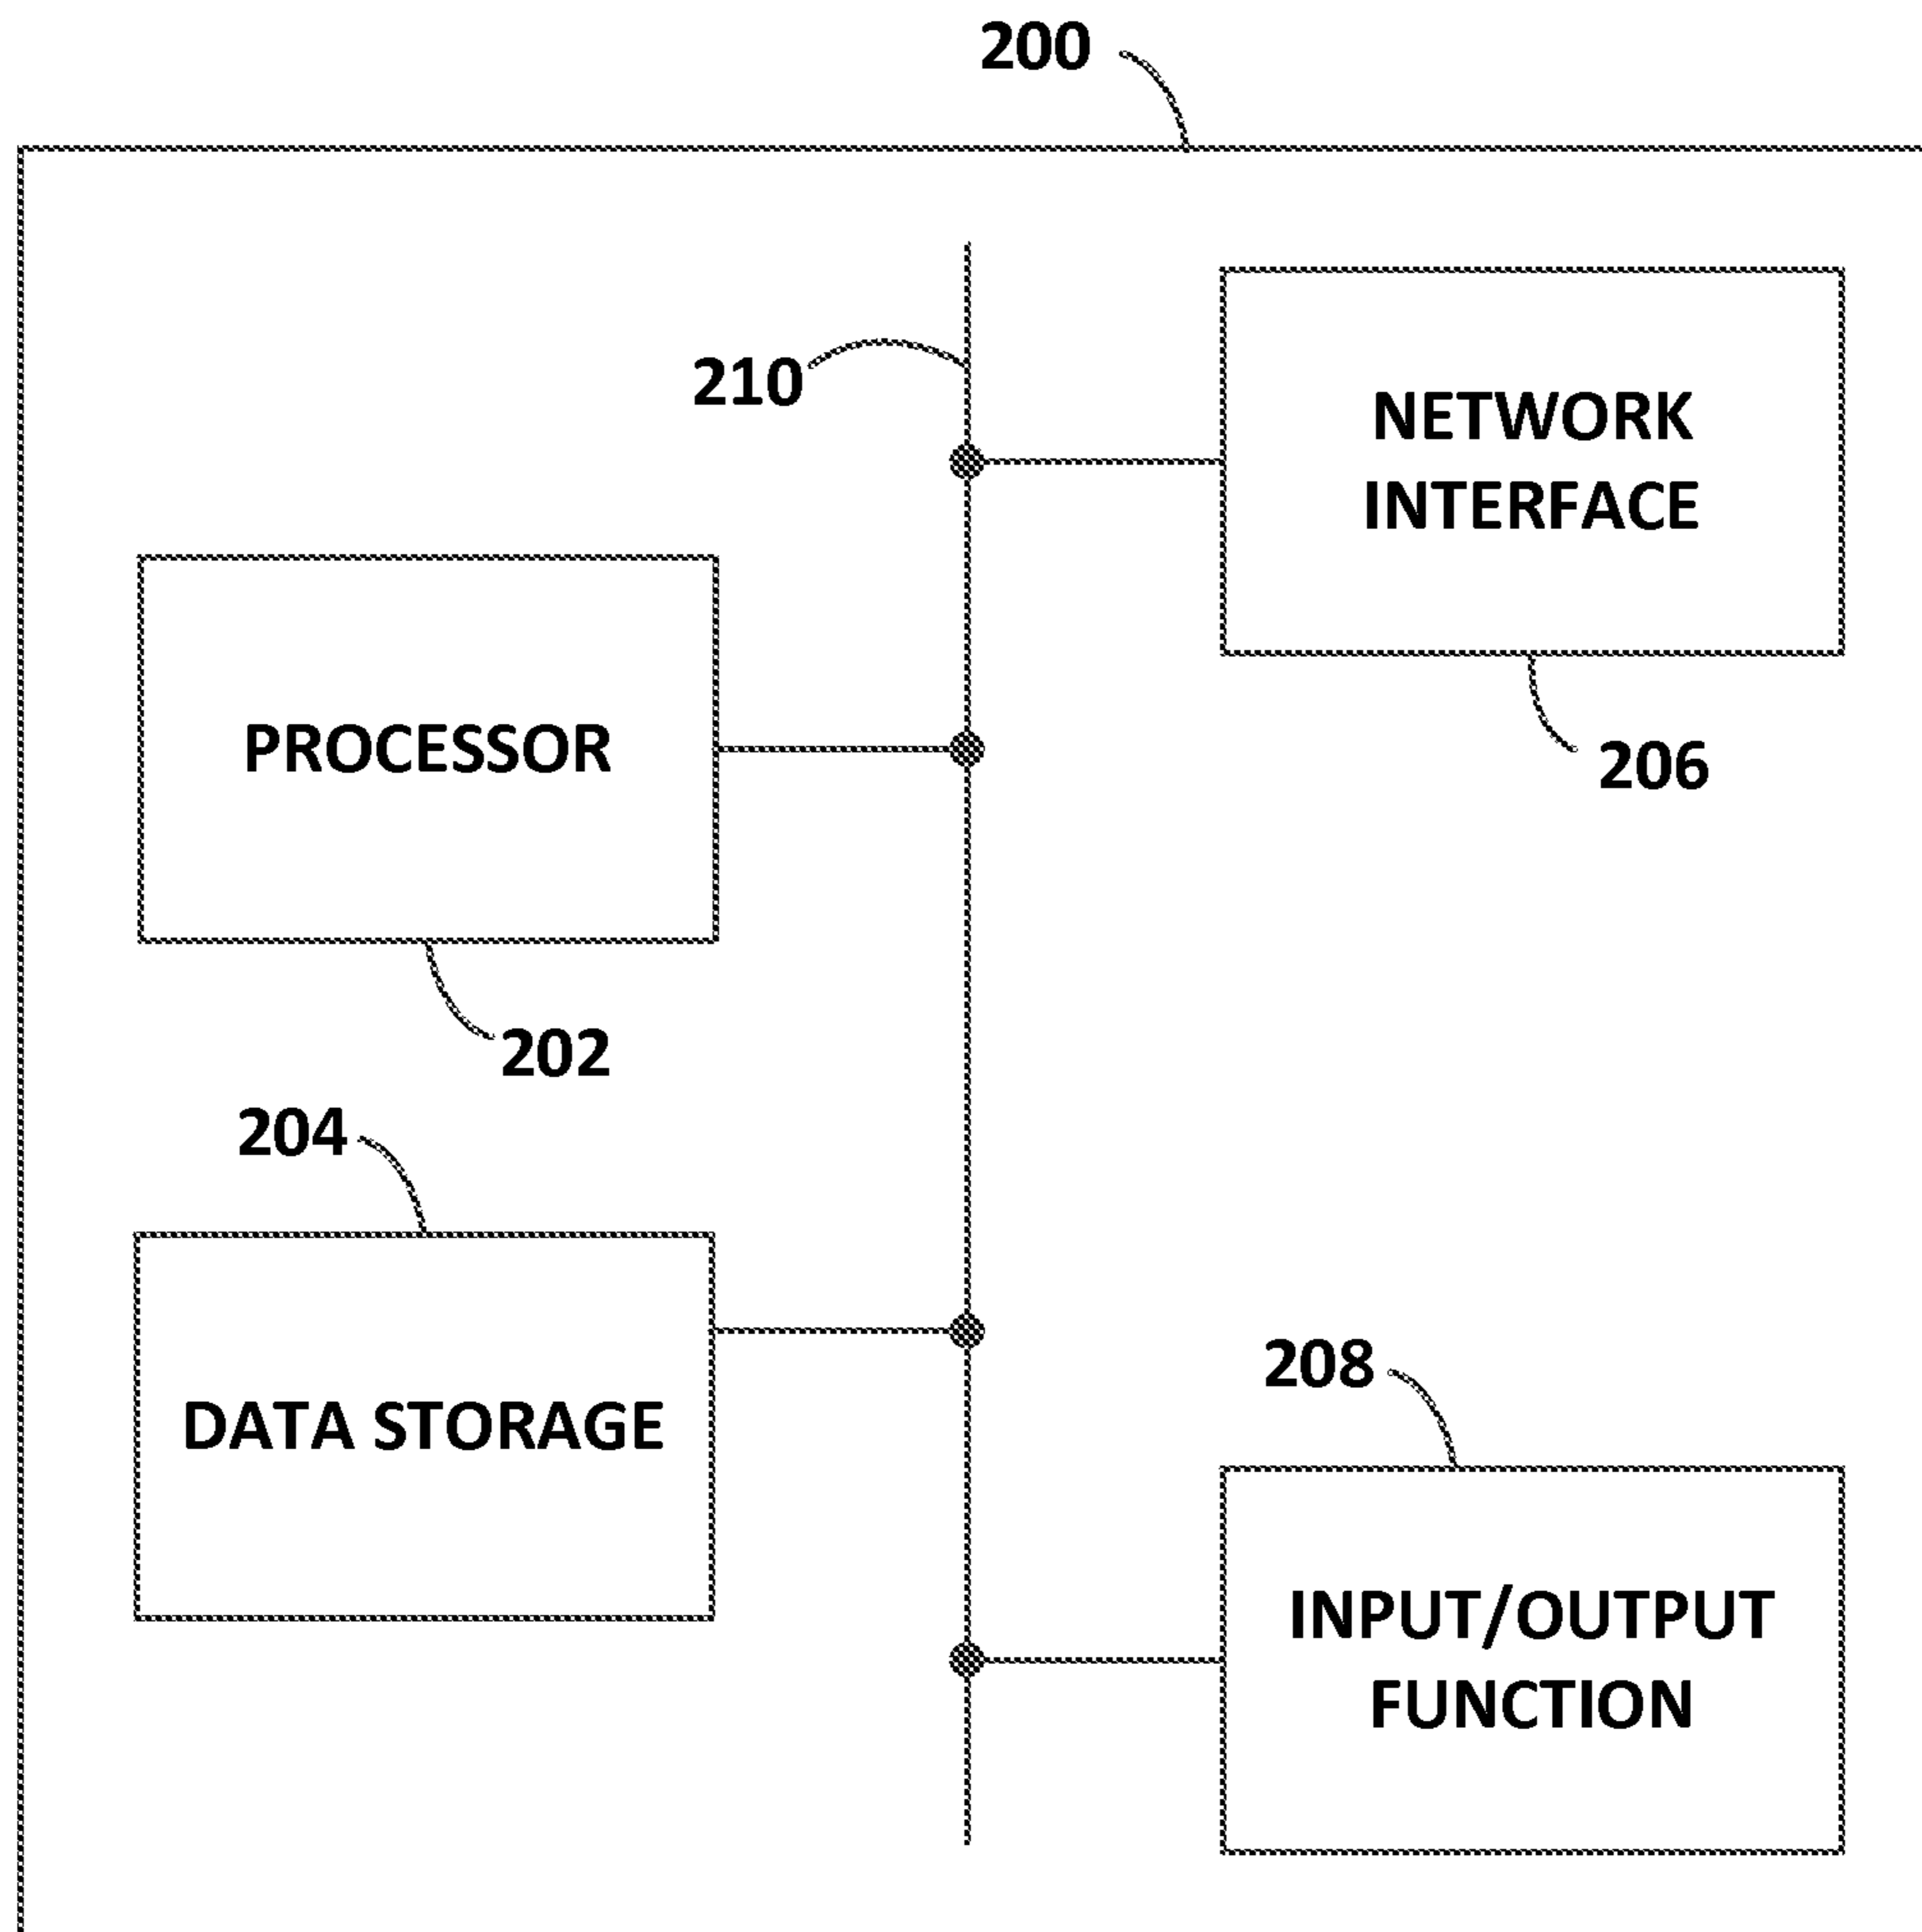 200
210
NETWORK
INTERFACE
PROCESSOR
206
202
204
208
DATA STORAGE
INPUT/OUTPUT
FUNCTION